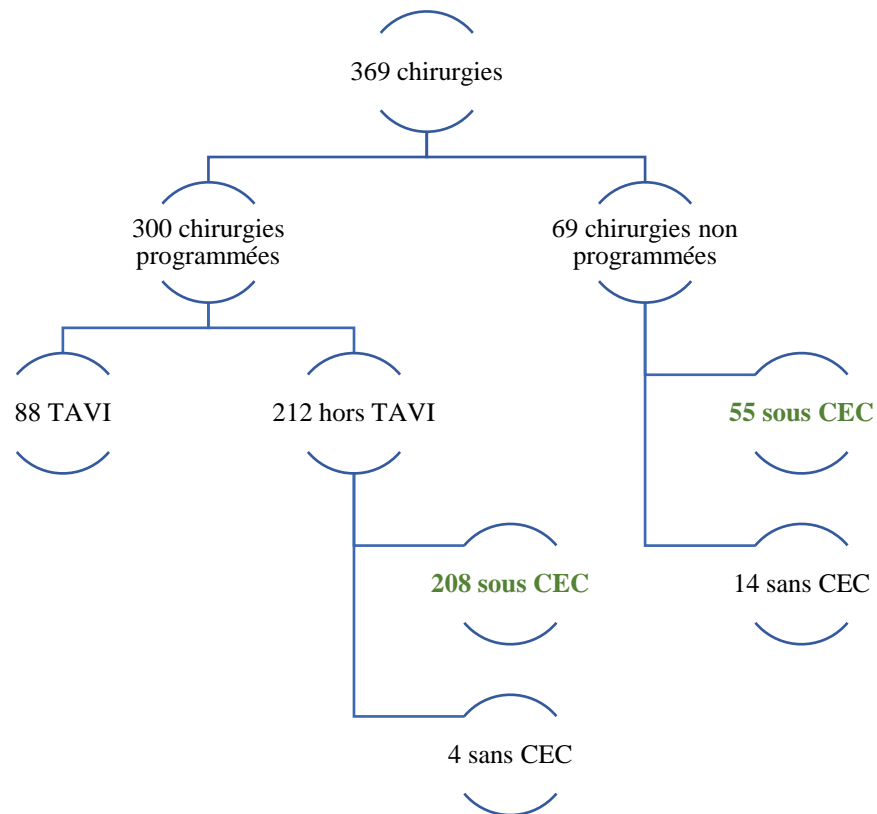 369 chirurgies
300 chirurgies
programmées
69 chirurgies non
programmées
88 TAVI
212 hors TAVI
55 sous CEC
208 sous CEC
14 sans CEC
4 sans CEC